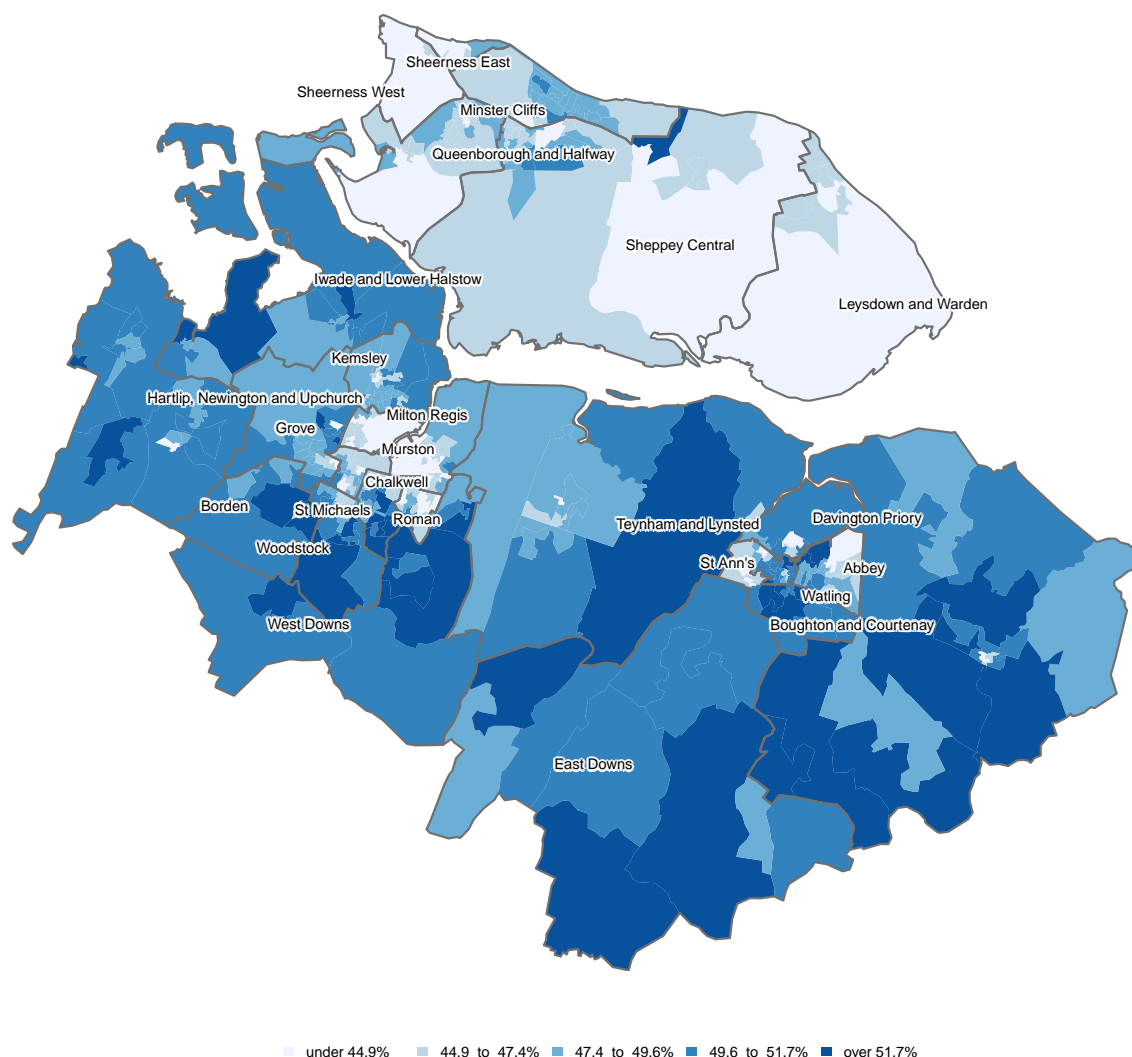 Sheerness East
Sheerness West
Minster Cliffs
Queenborough and Halfway
Sheppey Central
Iwade and Lower Halstow
Leysdown and Warden
Kemsley
Hartlip, Newington and Upchurch
Milton Regis
Grove
Murston
Chalkwell
Borden
St Michaels
Roman
Teynham and Lynsted
Davington Priory
Woodstock
St Ann's
Abbey
Watling
West Downs
Boughton and Courtenay
East Downs
under 44.9% 44.9 to 47.4% 47.4 to 49.6% 49.6 to 51.7% over 51.7%